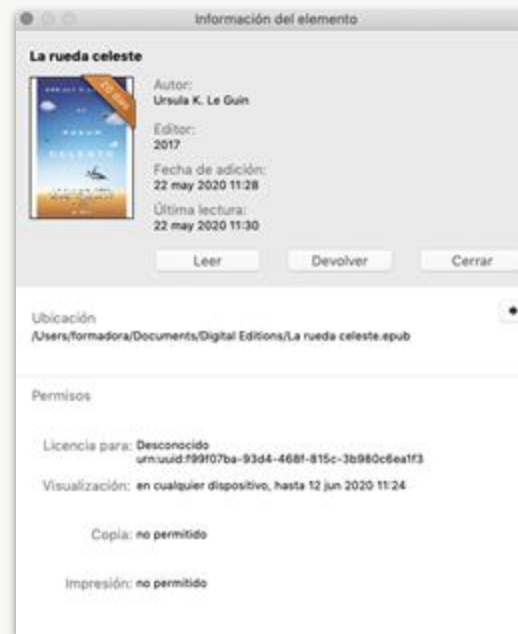 Información del elemento
La rueda celeste
20 días
Autor:
Ursula K. Le Guin
Editor:
2017
Fecha de adición:
22 may 2020 11:28
Última lectura:
22 may 2020 11:30
Leer Devolver Cerrar
Ubicación
/Users/formadora/Documents/Digital Editions/La rueda celeste.epub
Permisos
Licencia para: Desconocido
urn:uuid:f99f07ba-93d4-468f-815c-3b980c6ea1f3
Visualización: en cualquier dispositivo, hasta 12 jun 2020 11:24
Copia: no permitido
Impresión: no permitido